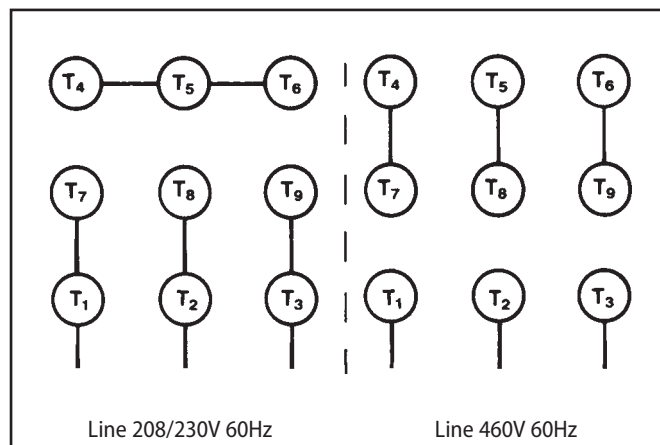 T4 T5 T6
T7 T8 T9
T1 T2 T3
Line 208/230V 60Hz
T4 T5 T6
T7 T8 T9
T1 T2 T3
Line 460V 60Hz